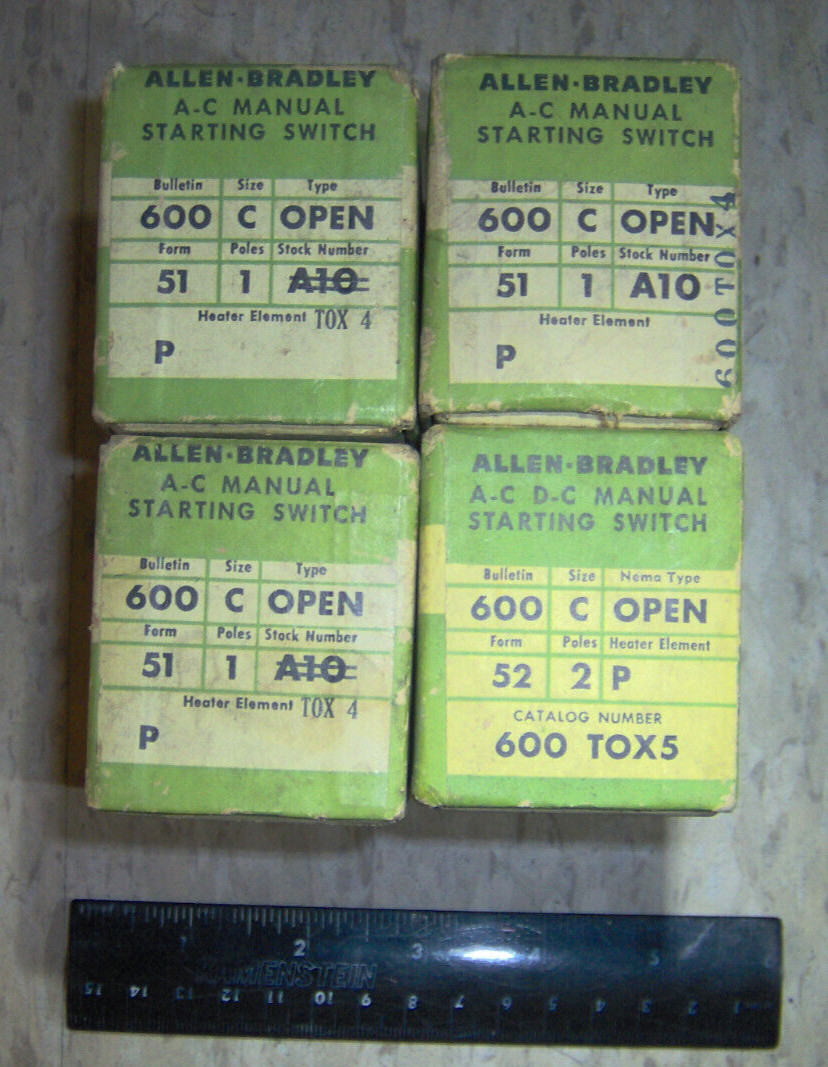 ALLEN·BRADLEY
A-C MANUAL
STARTING SWITCH
Bulletin Size Type
600 C OPEN
Form Poles Stock Number
51 1 A10
Heater Element TOX 4
P
ALLEN·BRADLEY
A-C MANUAL
STARTING SWITCH
Bulletin Size Type
600 C OPEN
Form Poles Stock Number
51 1 A10
Heater Element
P
600TOX4
ALLEN·BRADLEY
A-C MANUAL
STARTING SWITCH
Bulletin Size Type
600 C OPEN
Form Poles Stock Number
51 1 A10
Heater Element TOX 4
P
ALLEN·BRADLEY
A-C D-C MANUAL
STARTING SWITCH
Bulletin Size Nema Type
600 C OPEN
Form Poles Heater Element
52 2 P
CATALOG NUMBER
600 TOX5
1 2 3 4 5
KAMENSTEIN
15 14 13 12 11 10 9 8 7 6 5 4 3 2 1